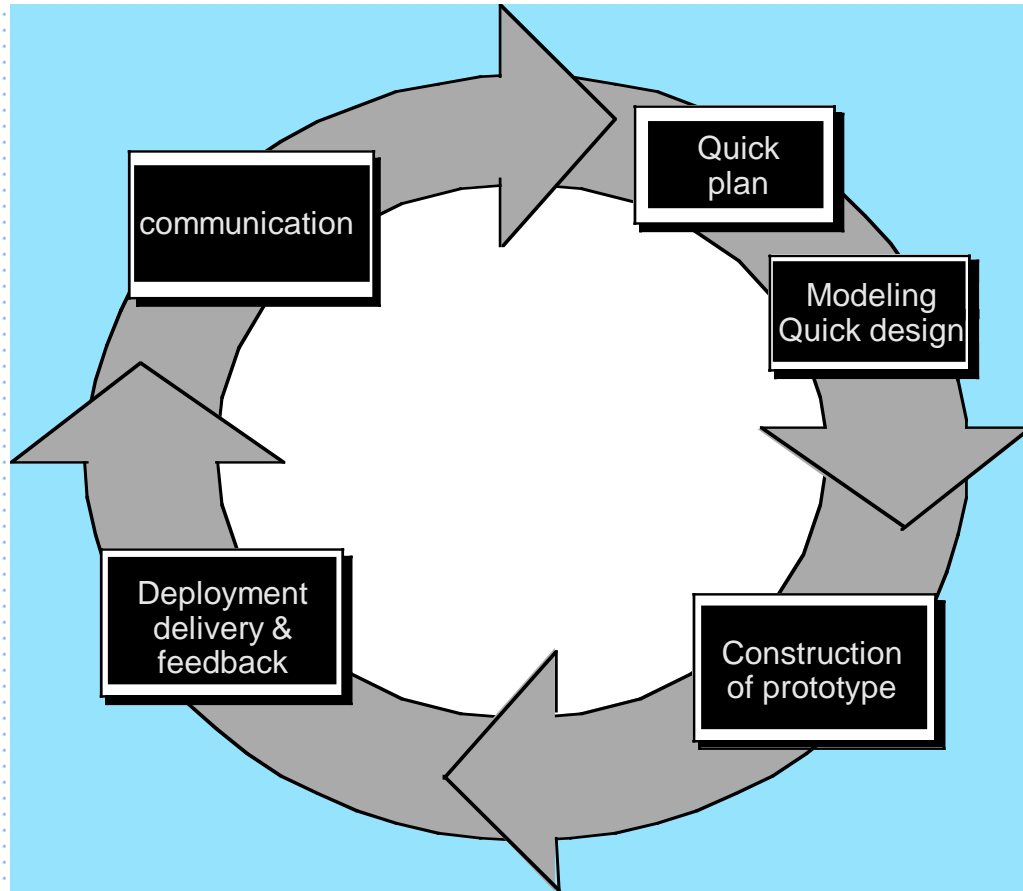 communication
Quick
plan
Modeling
Quick design
Construction
of prototype
Deployment
delivery &
feedback